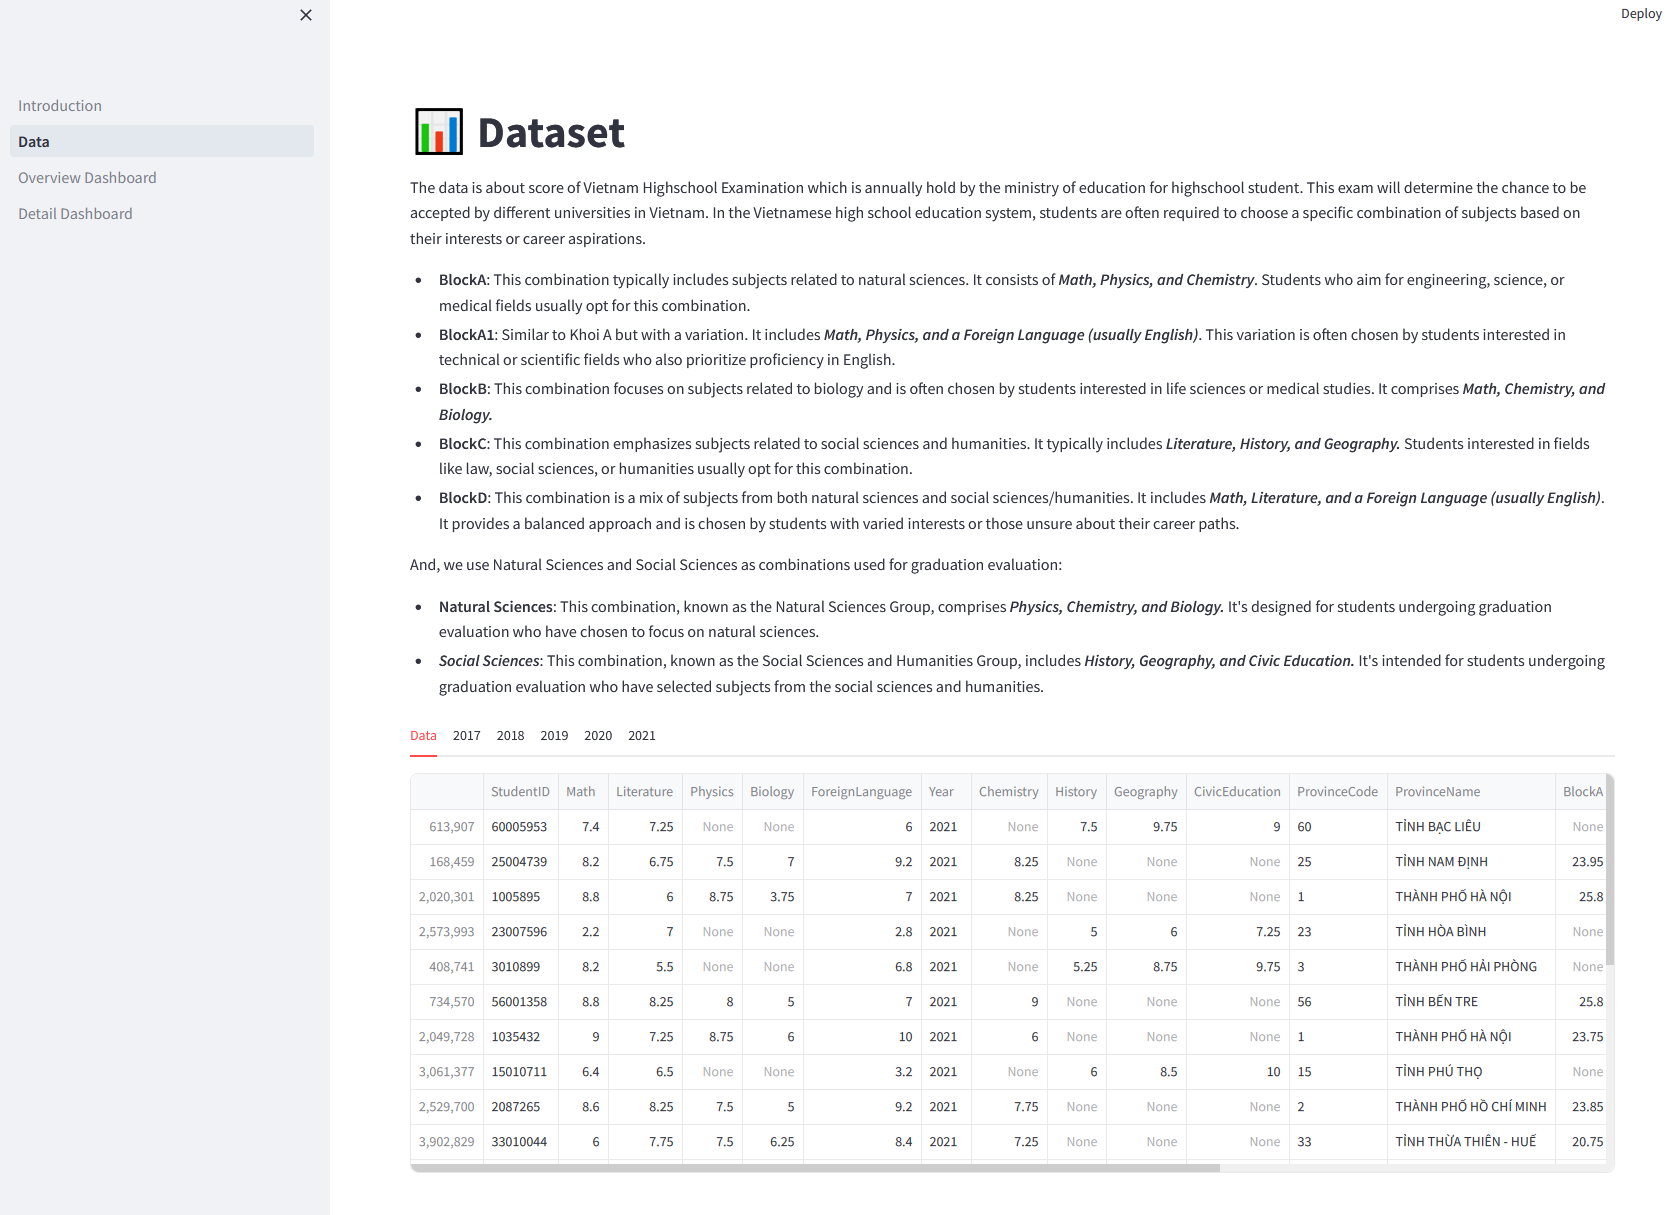 Deploy
Introduction
Data
Overview Dashboard
Detail Dashboard
Dataset
The data is about score of Vietnam Highschool Examination which is annually hold by the ministry of education for highschool student. This exam will determine the chance to be
accepted by different universities in Vietnam. In the Vietnamese high school education system, students are often required to choose a specific combination of subjects based on
their interests or career aspirations.
• BlockA: This combination typically includes subjects related to natural sciences. It consists of Math, Physics, and Chemistry. Students who aim for engineering, science, or
medical fields usually opt for this combination.
• BlockA1: Similar to Khoi A but with a variation. It includes Math, Physics, and a Foreign Language (usually English). This variation is often chosen by students interested in
technical or scientific fields who also prioritize proficiency in English.
• BlockB: This combination focuses on subjects related to biology and is often chosen by students interested in life sciences or medical studies. It comprises Math, Chemistry, and
Biology.
• BlockC: This combination emphasizes subjects related to social sciences and humanities. It typically includes Literature, History, and Geography. Students interested in fields
like law, social sciences, or humanities usually opt for this combination.
• BlockD: This combination is a mix of subjects from both natural sciences and social sciences/humanities. It includes Math, Literature, and a Foreign Language (usually English).
It provides a balanced approach and is chosen by students with varied interests or those unsure about their career paths.
And, we use Natural Sciences and Social Sciences as combinations used for graduation evaluation:
• Natural Sciences: This combination, known as the Natural Sciences Group, comprises Physics, Chemistry, and Biology. It's designed for students undergoing graduation
evaluation who have chosen to focus on natural sciences.
• Social Sciences: This combination, known as the Social Sciences and Humanities Group, includes History, Geography, and Civic Education. It's intended for students undergoing
graduation evaluation who have selected subjects from the social sciences and humanities.
Data 2017 2018 2019 2020 2021
StudentID Math Literature Physics Biology ForeignLanguage Year Chemistry History Geography CivicEducation ProvinceCode ProvinceName BlockA
613,907 60005953 7.4 7.25 None None 6 2021 None 7.5 9.75 9 60 TỈNH BẠC LIÊU None
168,459 25004739 8.2 6.75 7.5 7 9.2 2021 8.25 None None None 25 TỈNH NAM ĐỊNH 23.95
2,020,301 1005895 8.8 6 8.75 3.75 7 2021 8.25 None None None 1 THÀNH PHỐ HÀ NỘI 25.8
2,573,993 23007596 2.2 7 None None 2.8 2021 None 5 6 7.25 23 TỈNH HÒA BÌNH None
408,741 3010899 8.2 5.5 None None 6.8 2021 None 5.25 8.75 9.75 3 THÀNH PHỐ HẢI PHÒNG None
734,570 56001358 8.8 8.25 8 5 7 2021 9 None None None 56 TỈNH BẾN TRE 25.8
2,049,728 1035432 9 7.25 8.75 6 10 2021 6 None None None 1 THÀNH PHỐ HÀ NỘI 23.75
3,061,377 15010711 6.4 6.5 None None 3.2 2021 None 6 8.5 10 15 TỈNH PHÚ THỌ None
2,529,700 2087265 8.6 8.25 7.5 5 9.2 2021 7.75 None None None 2 THÀNH PHỐ HỒ CHÍ MINH 23.85
3,902,829 33010044 6 7.75 7.5 6.25 8.4 2021 7.25 None None None 33 TỈNH THỪA THIÊN - HUẾ 20.75